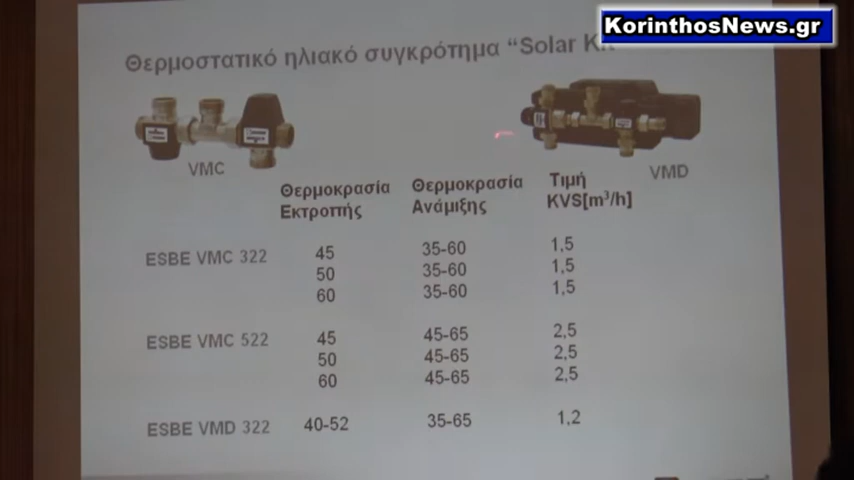 KorinthosNews.gr
Θερμοστατικό ηλιακό συγκρότημα “Solar
VMC
VMD
Θερμοκρασία Θερμοκρασία Τιμή
Εκτροπής Ανάμιξης KVS[m³/h]
ESBE VMC 322 45 35-60 1,5
50 35-60 1,5
60 35-60 1,5
ESBE VMC 522 45 45-65 2,5
50 45-65 2,5
60 45-65 2,5
ESBE VMD 322 40-52 35-65 1,2